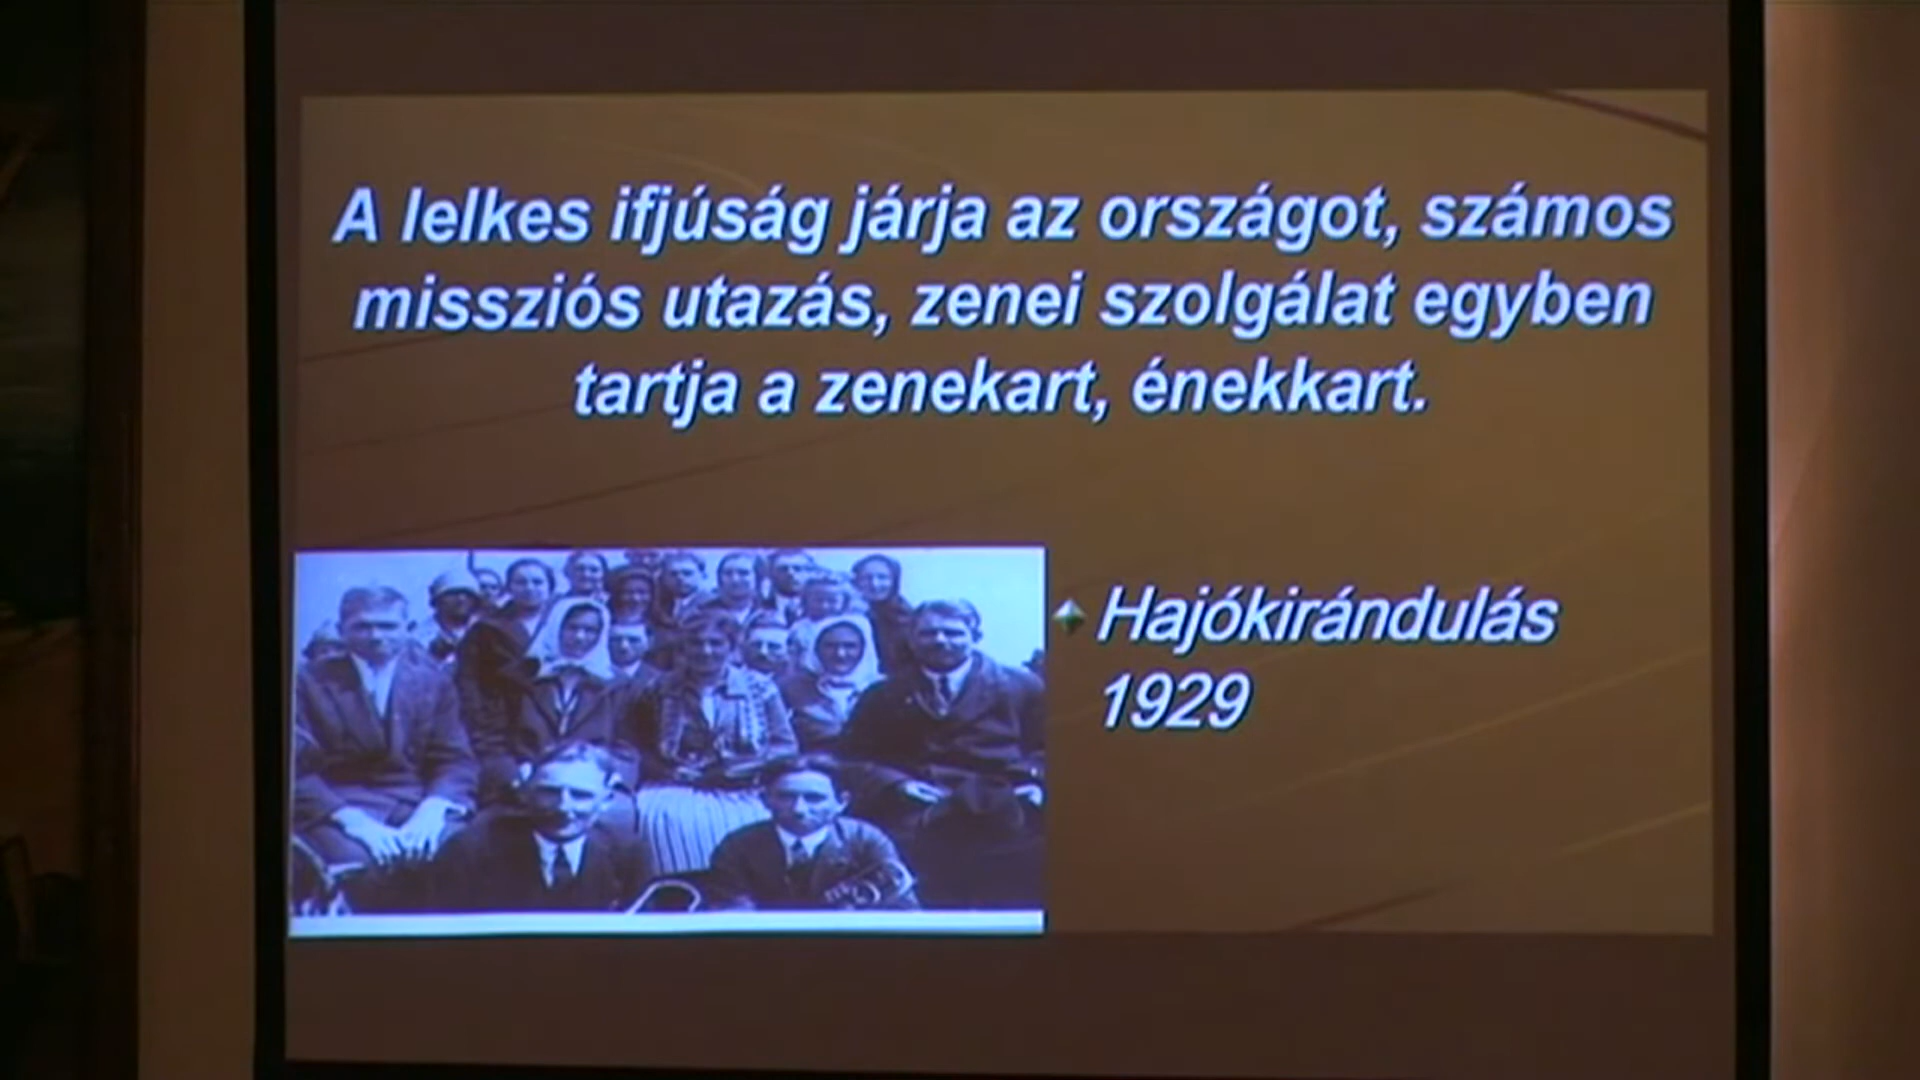 A lelkes ifjúság járja az országot, számos
missziós utazás, zenei szolgálat egyben
tartja a zenekart, énekkart.
Hajókirándulás
1929